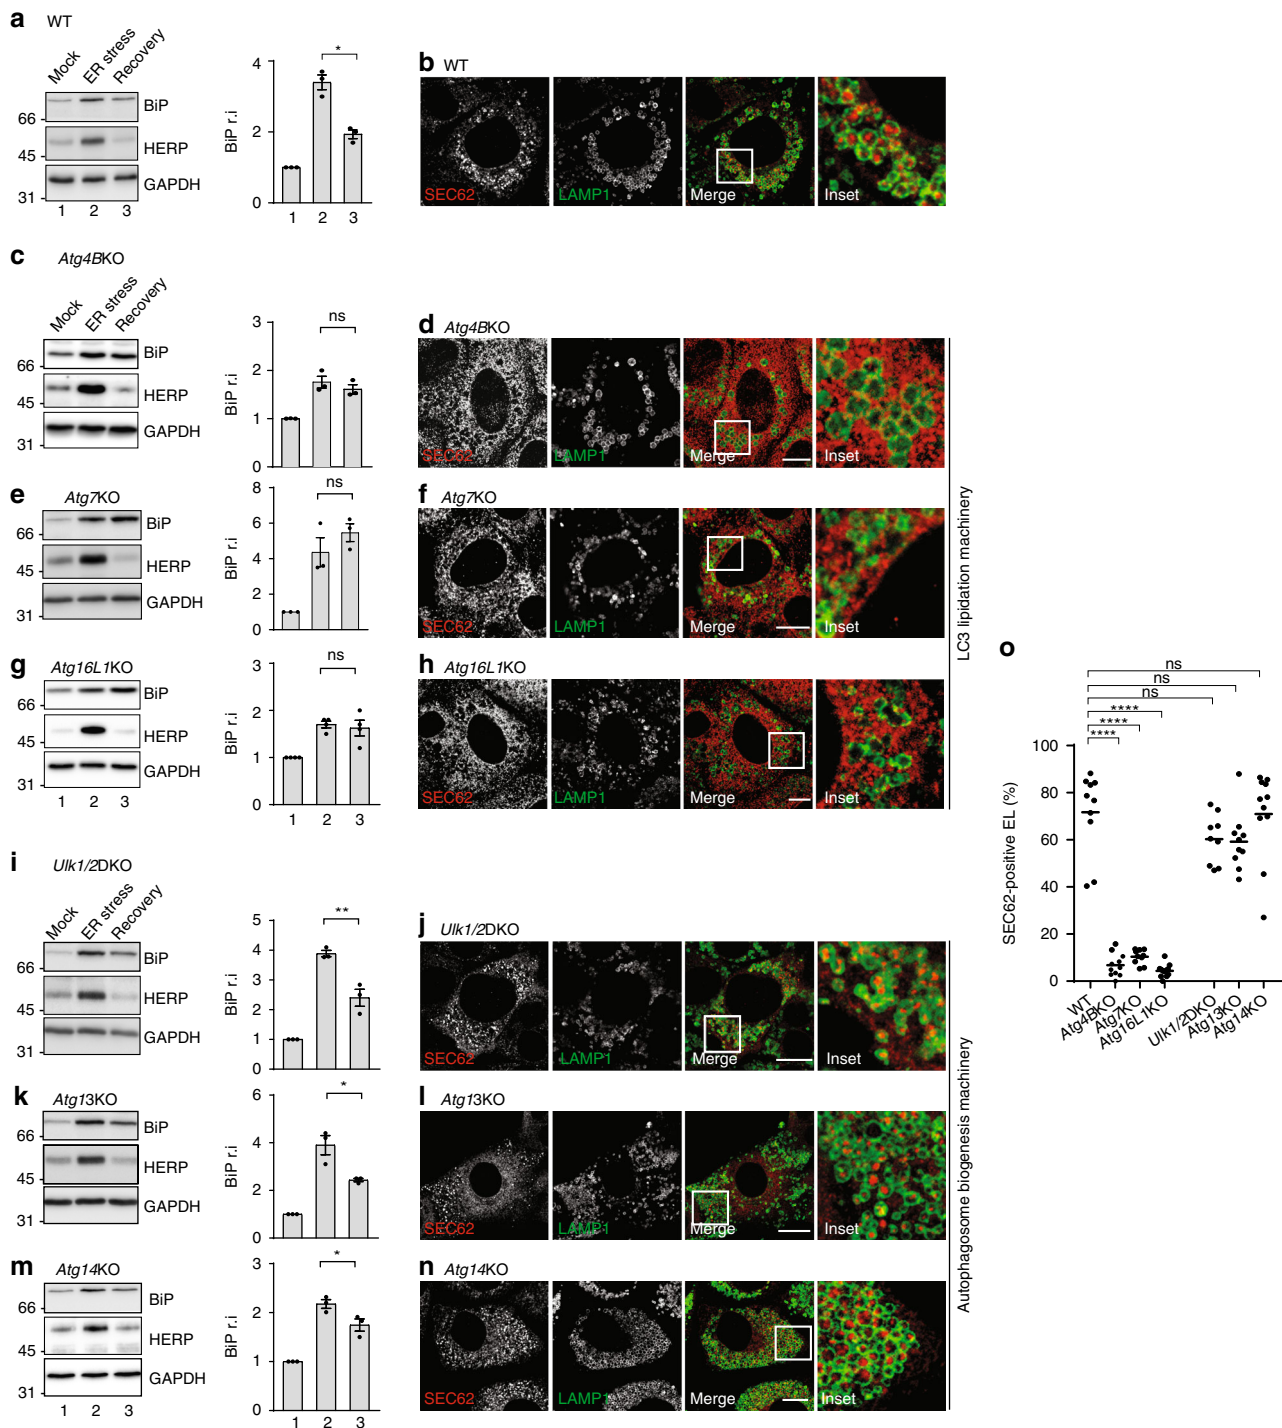 a WT
Mock ER stress Recovery
BiP
66
HERP
45
GAPDH
31
1 2 3
BiP r.i
4
2
0
*
1 2 3
b WT
SEC62 LAMP1 Merge Inset
c Atg4BKO
Mock ER stress Recovery
BiP
66
HERP
45
GAPDH
31
BiP r.i
3
2
1
0
ns
d Atg4BKO
SEC62 LAMP1 Merge Inset
e Atg7KO
BiP
66
HERP
45
GAPDH
31
BiP r.i
8
6
4
2
0
ns
f Atg7KO
SEC62 LAMP1 Merge Inset
g Atg16L1KO
BiP
66
HERP
45
GAPDH
31
1 2 3
BiP r.i
3
2
1
0
ns
1 2 3
h Atg16L1KO
SEC62 LAMP1 Merge Inset
LC3 lipidation machinery
i Ulk1/2DKO
Mock ER stress Recovery
BiP
66
HERP
45
GAPDH
31
BiP r.i
5
4
3
2
1
0
**
j Ulk1/2DKO
SEC62 LAMP1 Merge Inset
k Atg13KO
BiP
66
HERP
45
GAPDH
31
BiP r.i
6
4
2
0
*
l Atg13KO
SEC62 LAMP1 Merge Inset
m Atg14KO
BiP
66
HERP
45
GAPDH
31
1 2 3
BiP r.i
3
2
1
0
*
1 2 3
n Atg14KO
SEC62 LAMP1 Merge Inset
Autophagosome biogenesis machinery
o
ns
ns
ns
****
****
****
SEC62-positive EL (%)
100
80
60
40
20
0
WT Atg4BKO Atg7KO Atg16L1KO Ulk1/2DKO Atg13KO Atg14KO